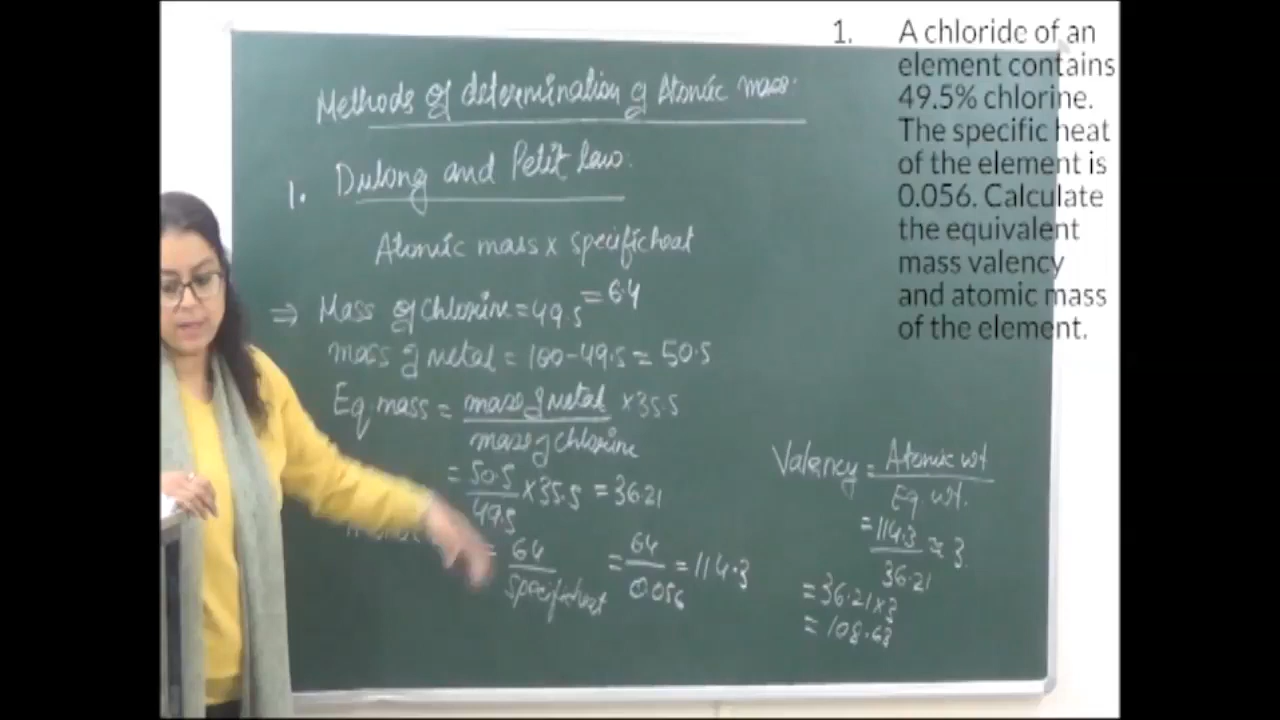 1. A chloride of an
element contains
49.5% chlorine.
The specific heat
of the element is
0.056. Calculate
the equivalent
mass valency
and atomic mass
of the element.
Methods of determination of Atomic mass.
1. Dulong and Petit law.
Atomic mass x specific heat
= 6.4
⇒ Mass of chlorine = 49.5
mass of metal = 100 - 49.5 = 50.5
Eq. mass = mass of metal x 35.5
mass of chlorine
= 50.5 x 35.5 = 36.21
49.5
= 64 = 64 = 114.3
specific heat 0.056
Valency = Atomic wt
Eq wt.
= 114.3 ≈ 3.
36.21
= 36.21 x 3
= 108.63